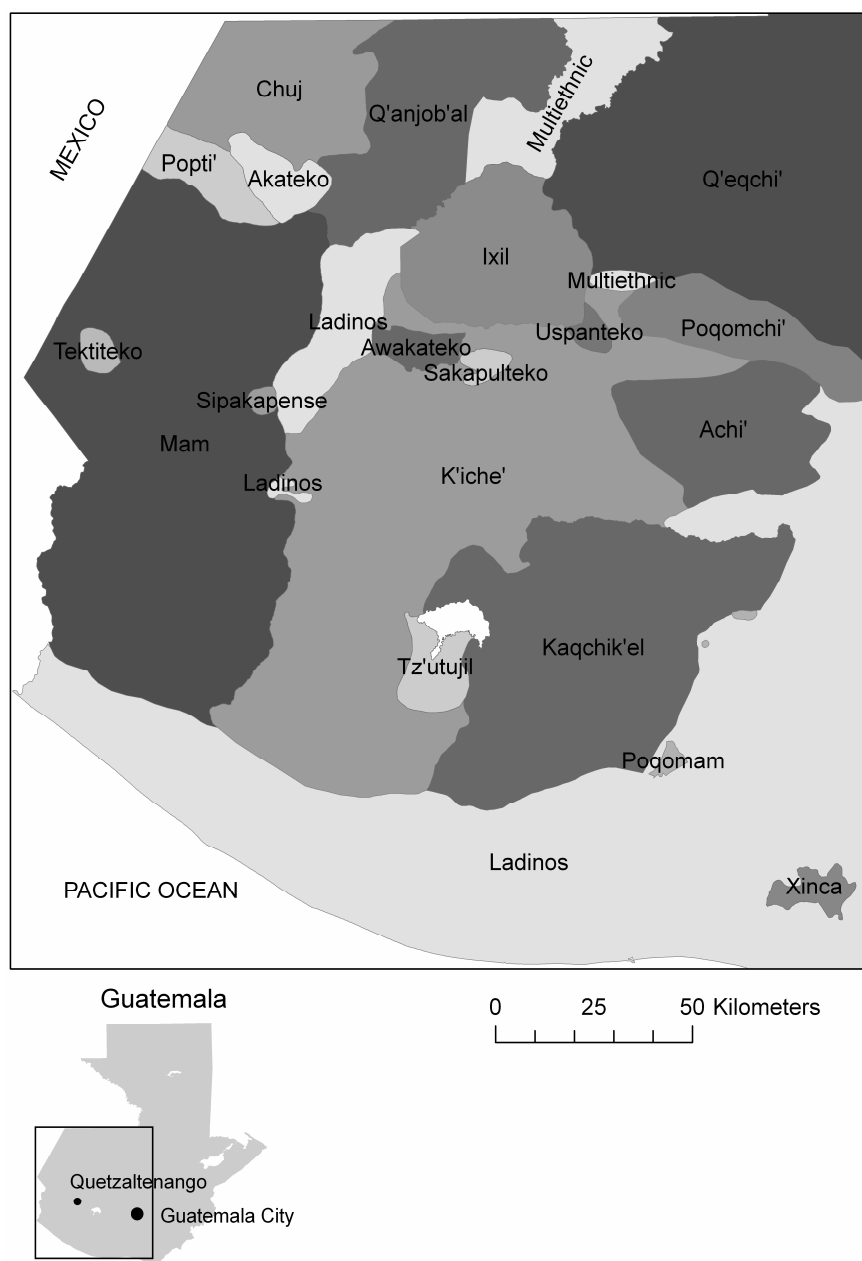 Chuj
MEXICO
Q'anjob'al
Multiethnic
Popti'
Akateko
Q'eqchi'
Ixil
Multiethnic
Ladinos
Uspanteko
Poqomchi'
Tektiteko
Awakateko
Sakapulteko
Sipakapense
Achi'
Mam
K'iche'
Ladinos
Kaqchik'el
Tz'utujil
Poqomam
Ladinos
Xinca
PACIFIC OCEAN
Guatemala
0 25 50 Kilometers
Quetzaltenango
Guatemala City